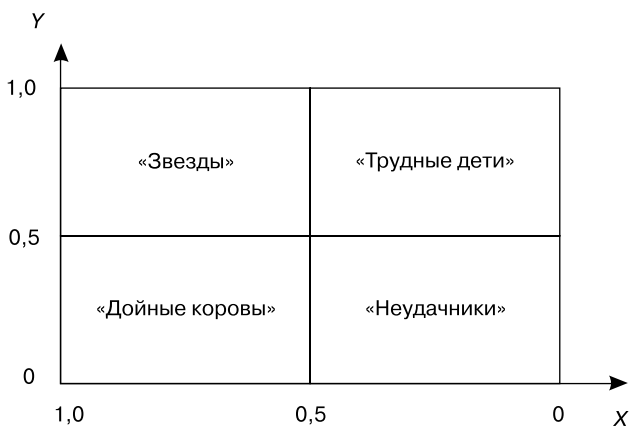 Y
1,0
«Звезды»
«Трудные дети»
0,5
«Дойные коровы»
«Неудачники»
0
1,0
0,5
0
X